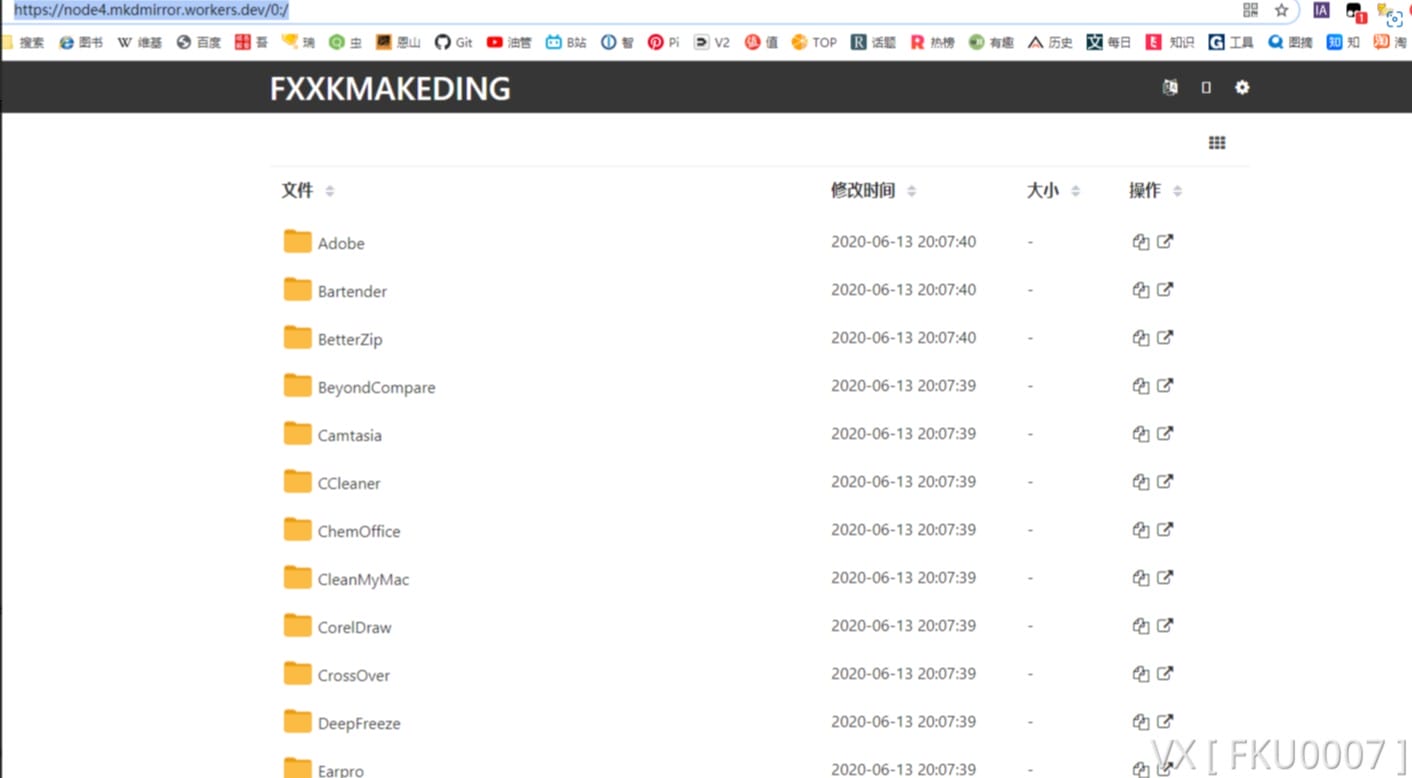 https://node4.mkdmirror.workers.dev/0:/
IA 1
搜索 图书 W 维基 百度 吾 瑞 虫 恩山 Git 油管 B站 智 Pi V2 值 TOP R 话题 R 热榜 有趣 历史 文 每日 E 知识 G 工具 图摘 知 知 淘 淘
FXXKMAKEDING
文件 修改时间 大小 操作
Adobe 2020-06-13 20:07:40 -
Bartender 2020-06-13 20:07:40 -
BetterZip 2020-06-13 20:07:40 -
BeyondCompare 2020-06-13 20:07:39 -
Camtasia 2020-06-13 20:07:39 -
CCleaner 2020-06-13 20:07:39 -
ChemOffice 2020-06-13 20:07:39 -
CleanMyMac 2020-06-13 20:07:39 -
CorelDraw 2020-06-13 20:07:39 -
CrossOver 2020-06-13 20:07:39 -
DeepFreeze 2020-06-13 20:07:39 -
Earpro 2020-06-13 20:07:39 -
VX [ FKU0007 ]